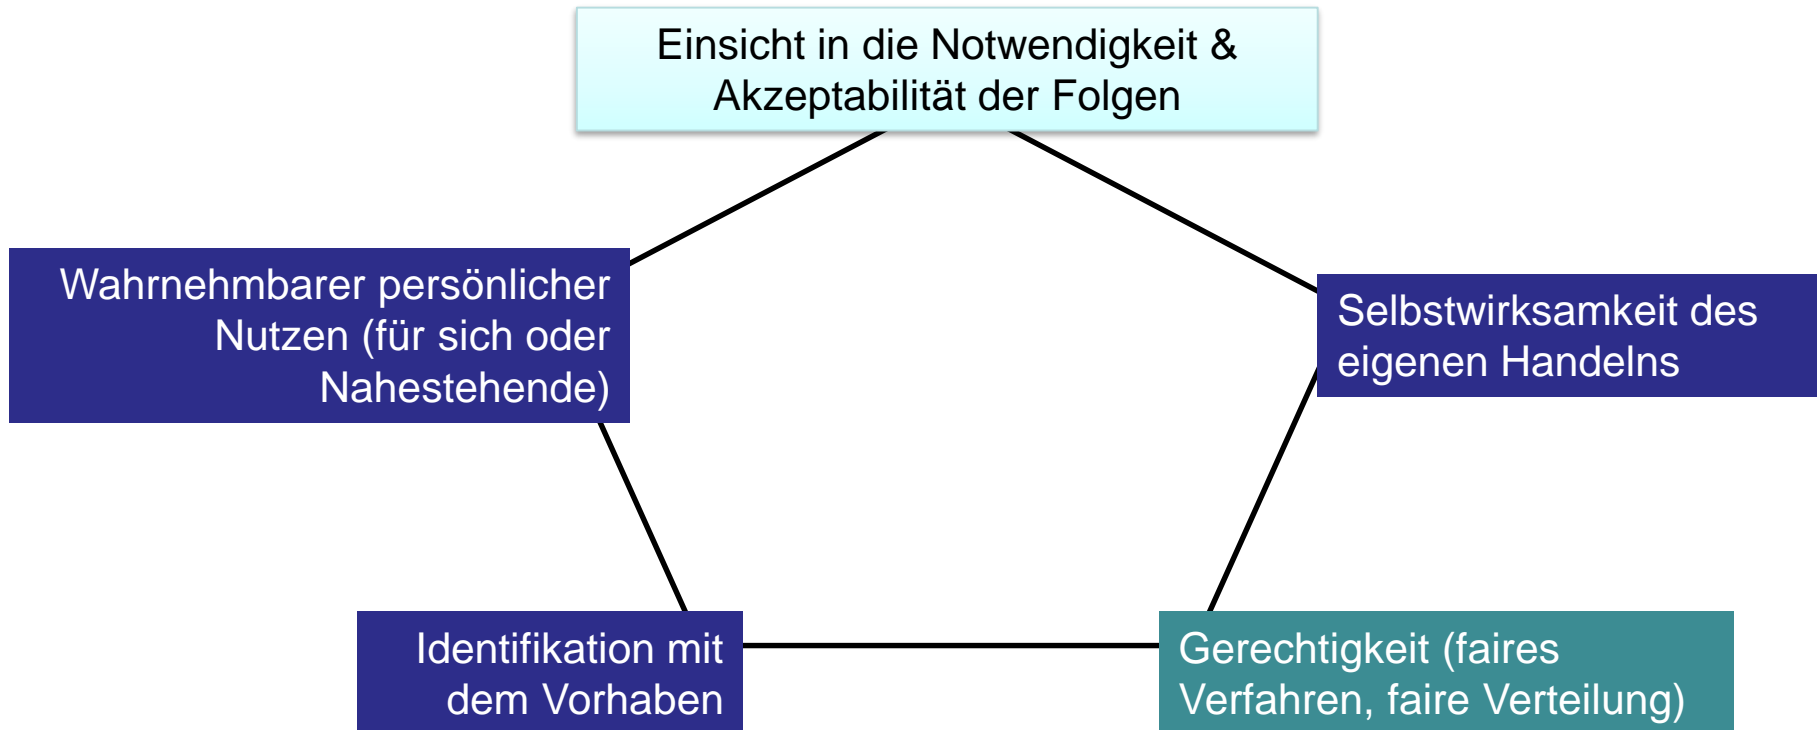 Einsicht in die Notwendigkeit &
Akzeptabilität der Folgen
Wahrnehmbarer persönlicher
Nutzen (für sich oder
Nahestehende)
Selbstwirksamkeit des
eigenen Handelns
Identifikation mit
dem Vorhaben
Gerechtigkeit (faires
Verfahren, faire Verteilung)